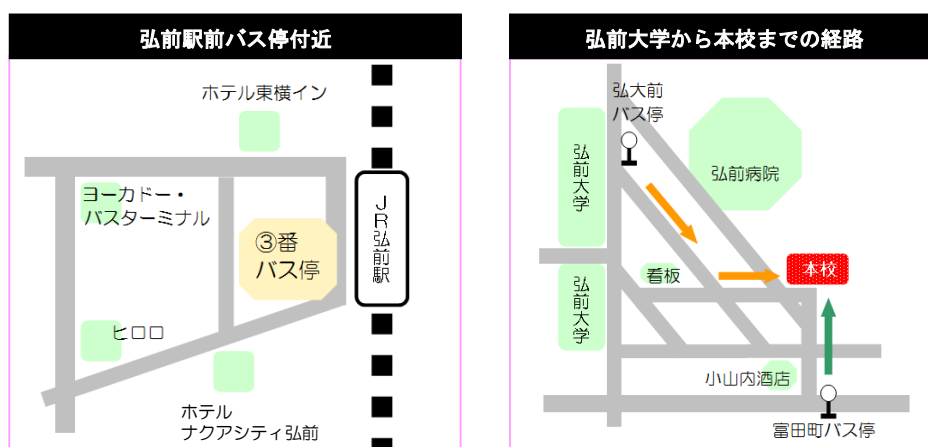 弘前駅前バス停付近
ホテル東横イン
ヨーカドー・
バスターミナル
③番
バス停
JR弘前駅
ヒロロ
ホテル
ナクアシティ弘前
弘前大学から本校までの経路
弘大前
バス停
弘前大学
弘前病院
本校
看板
弘前大学
小山内酒店
富田町バス停